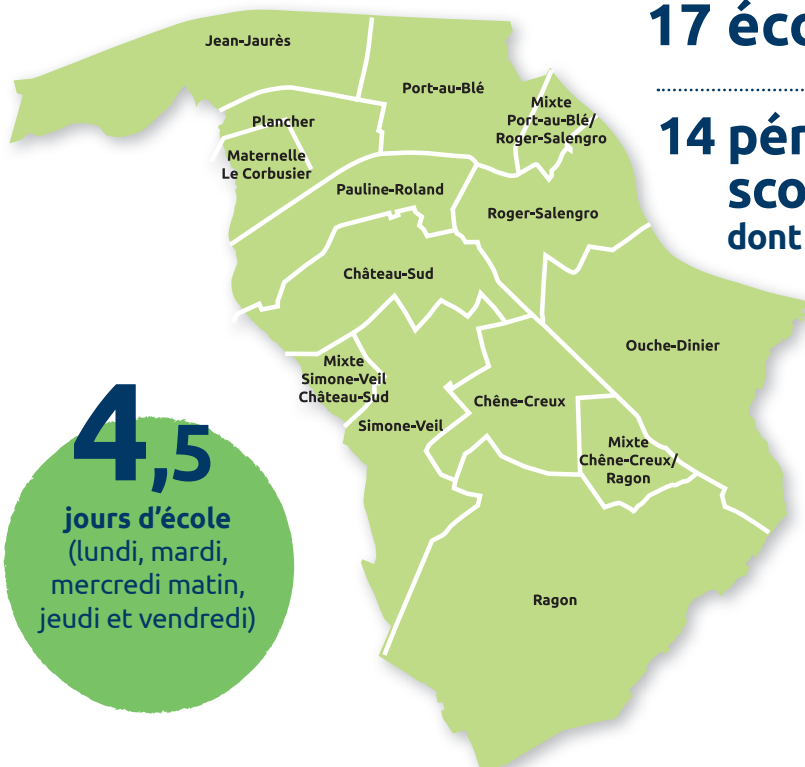 17 éco
14 pér
sco
dont
Jean-Jaurès
Port-au-Blé
Mixte
Port-au-Blé/
Roger-Salengro
Plancher
Maternelle
Le Corbusier
Pauline-Roland
Roger-Salengro
Château-Sud
Ouche-Dinier
Mixte
Simone-Veil
Château-Sud
Simone-Veil
Chêne-Creux
Mixte
Chêne-Creux/
Ragon
Ragon
4,5
jours d’école
(lundi, mardi,
mercredi matin,
jeudi et vendredi)